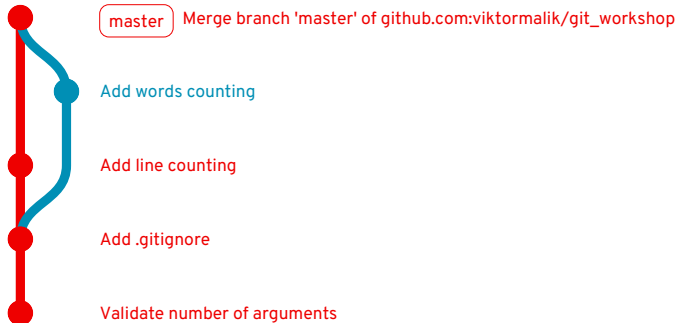 master Merge branch 'master' of github.com:viktormalik/git_workshop
Add words counting
Add line counting
Add .gitignore
Validate number of arguments